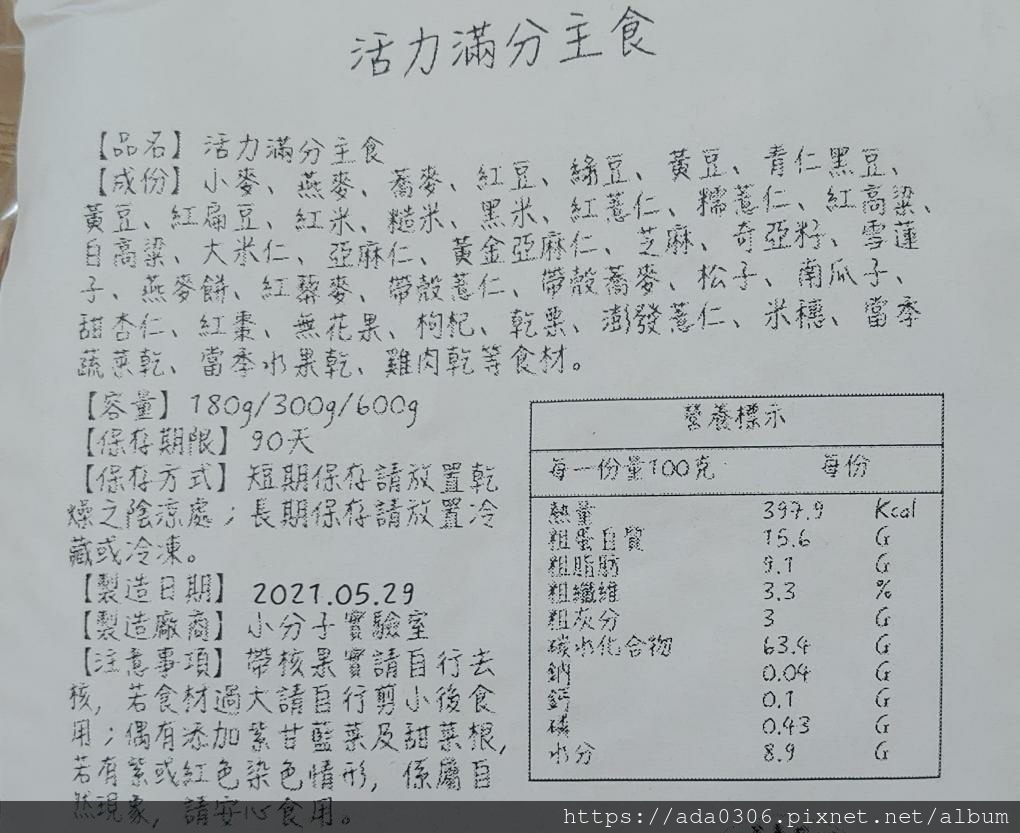 活力滿分主食
【品名】活力滿分主食
【成份】小麥、燕麥、蕎麥、紅豆、綠豆、黃豆、青仁黑豆、
黃豆、紅扁豆、紅米、糙米、黑米、紅薏仁、糯薏仁、紅高粱、
白高粱、大米仁、亞麻仁、黃金亞麻仁、芝麻、奇亞籽、雪蓮
子、燕麥餅、紅藜麥、帶殼薏仁、帶殼蕎麥、松子、南瓜子、
甜杏仁、紅棗、無花果、枸杞、乾栗、澎發薏仁、米穗、當季
蔬菜乾、當季水果乾、雞肉乾等食材。
【容量】180g/300g/600g
【保存期限】90天
【保存方式】短期保存請放置乾
燥之陰涼處；長期保存請放置冷
藏或冷凍。
【製造日期】2021.05.29
【製造廠商】小分子實驗室
【注意事項】帶核果實請自行去
核，若食材過大請自行剪小後食
用；偶有添加紫甘藍菜及甜菜根，
若有紫或紅色染色情形，係屬自
然現象，請安心食用。
營養標示
每一份量100克 每份
熱量 397.9 Kcal
粗蛋白質 15.6 G
粗脂肪 9.1 G
粗纖維 3.3 %
粗灰分 3 G
碳水化合物 63.4 G
鈉 0.04 G
鈣 0.1 G
磷 0.43 G
水分 8.9 G
https://ada0306.pixnet.net/album